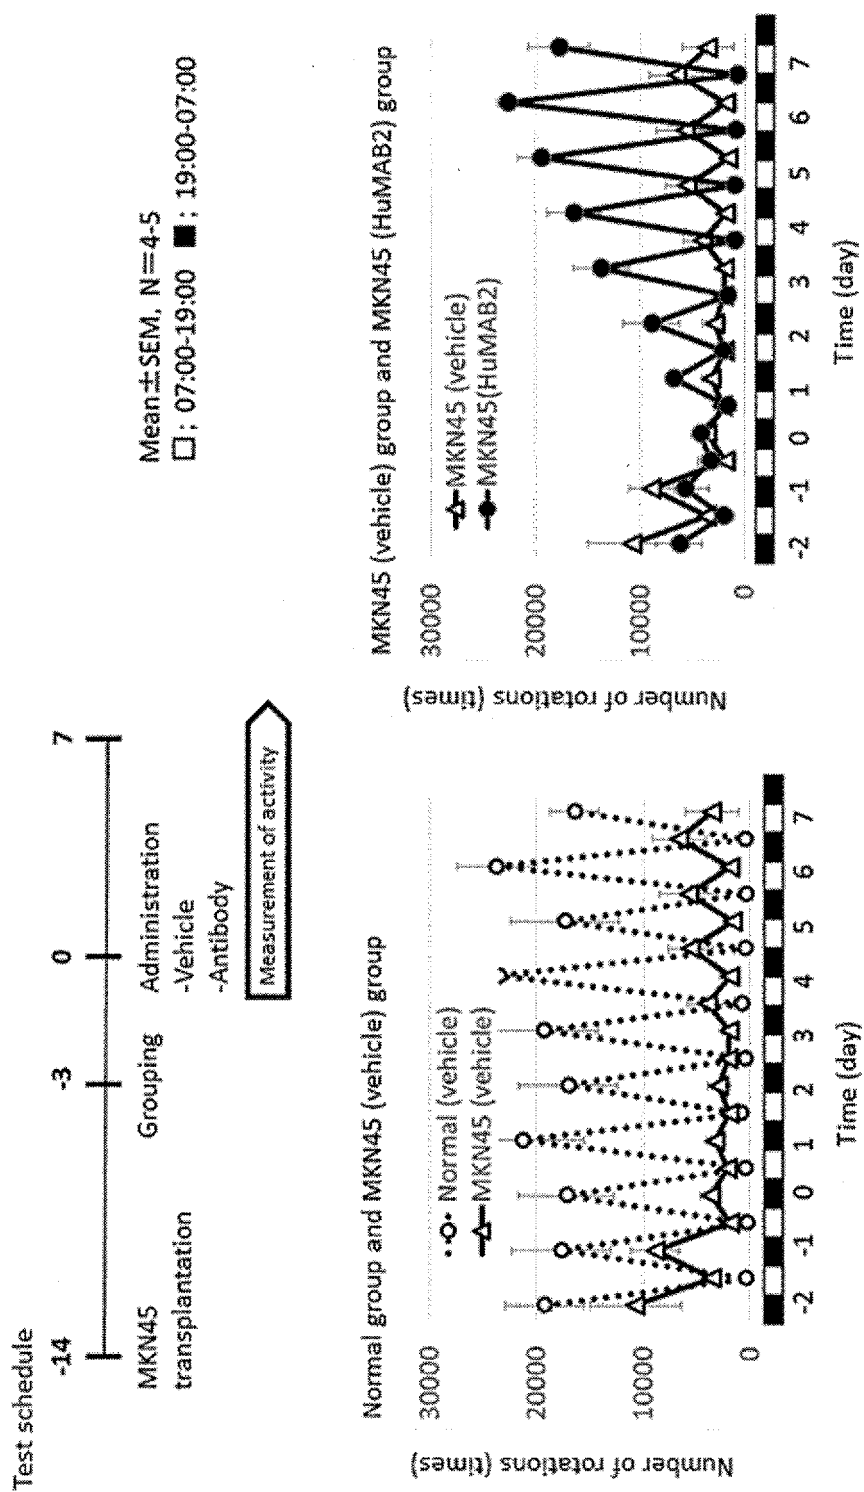 Test schedule
-14
-3
0
7
MKN45
transplantation
Grouping
Administration
-Vehicle
-Antibody
Measurement of activity
Mean±SEM, N=4-5
□; 07:00-19:00 ■; 19:00-07:00
Normal group and MKN45 (vehicle) group
Normal (vehicle)
MKN45 (vehicle)
Number of rotations (times)
30000
20000
10000
0
-2 -1 0 1 2 3 4 5 6 7
Time (day)
MKN45 (vehicle) group and MKN45 (HuMAB2) group
MKN45 (vehicle)
MKN45(HuMAB2)
Number of rotations (times)
30000
20000
10000
0
-2 -1 0 1 2 3 4 5 6 7
Time (day)